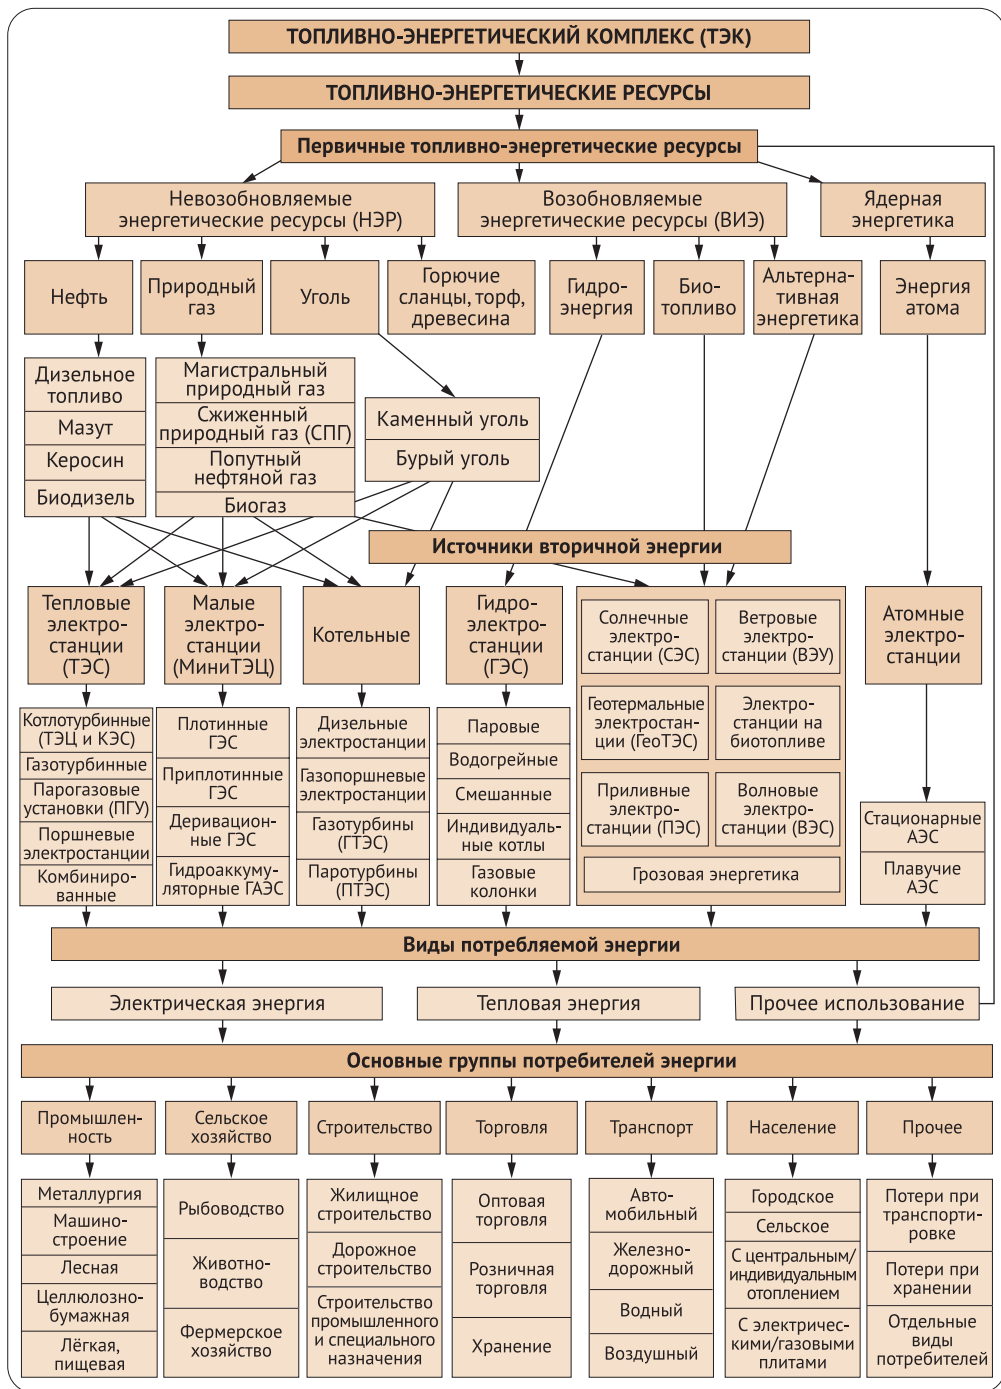 ТОПЛИВНО-ЭНЕРГЕТИЧЕСКИЙ КОМПЛЕКС (ТЭК)
ТОПЛИВНО-ЭНЕРГЕТИЧЕСКИЕ РЕСУРСЫ
Первичные топливно-энергетические ресурсы
Невозобновляемые
энергетические ресурсы (НЭР)
Возобновляемые
энергетические ресурсы (ВИЭ)
Ядерная
энергетика
Нефть
Природный
газ
Уголь
Горючие
сланцы, торф,
древесина
Гидро-
энергия
Био-
топливо
Альтерна-
тивная
энергетика
Энергия
атома
Дизельное
топливо
Мазут
Керосин
Биодизель
Магистральный
природный газ
Сжиженный
природный газ (СПГ)
Попутный
нефтяной газ
Биогаз
Каменный уголь
Бурый уголь
Источники вторичной энергии
Тепловые
электро-
станции
(ТЭС)
Малые
электро-
станции
(МиниТЭЦ)
Котельные
Гидро-
электро-
станции
(ГЭС)
Солнечные
электро-
станции (СЭС)
Ветровые
электро-
станции (ВЭУ)
Геотермальные
электростан-
ции (ГеоТЭС)
Электро-
станции на
биотопливе
Приливные
электро-
станции (ПЭС)
Волновые
электро-
станции (ВЭС)
Грозовая энергетика
Атомные
электро-
станции
Котлотурбинные
(ТЭЦ и КЭС)
Газотурбинные
Парогазовые
установки (ПГУ)
Поршневые
электростанции
Комбиниро-
ванные
Плотинные
ГЭС
Приплотинные
ГЭС
Деривацион-
ные ГЭС
Гидроаккуму-
ляторные ГАЭС
Дизельные
электростанции
Газопоршневые
электростанции
Газотурбины
(ГТЭС)
Паротурбины
(ПТЭС)
Паровые
Водогрейные
Смешанные
Индивидуаль-
ные котлы
Газовые
колонки
Стационарные
АЭС
Плавучие
АЭС
Виды потребляемой энергии
Электрическая энергия
Тепловая энергия
Прочее использование
Основные группы потребителей энергии
Промышлен-
ность
Сельское
хозяйство
Строительство
Торговля
Транспорт
Население
Прочее
Металлургия
Машино-
строение
Лесная
Целлюлозно-
бумажная
Лёгкая,
пищевая
Рыбоводство
Животно-
водство
Фермерское
хозяйство
Жилищное
строительство
Дорожное
строительство
Строительство
промышленного
и специального
назначения
Оптовая
торговля
Розничная
торговля
Хранение
Авто-
мобильный
Железно-
дорожный
Водный
Воздушный
Городское
Сельское
С центральным/
индивидуальным
отоплением
С электричес-
кими/газовыми
плитами
Потери при
транспорти-
ровке
Потери при
хранении
Отдельные
виды
потребителей